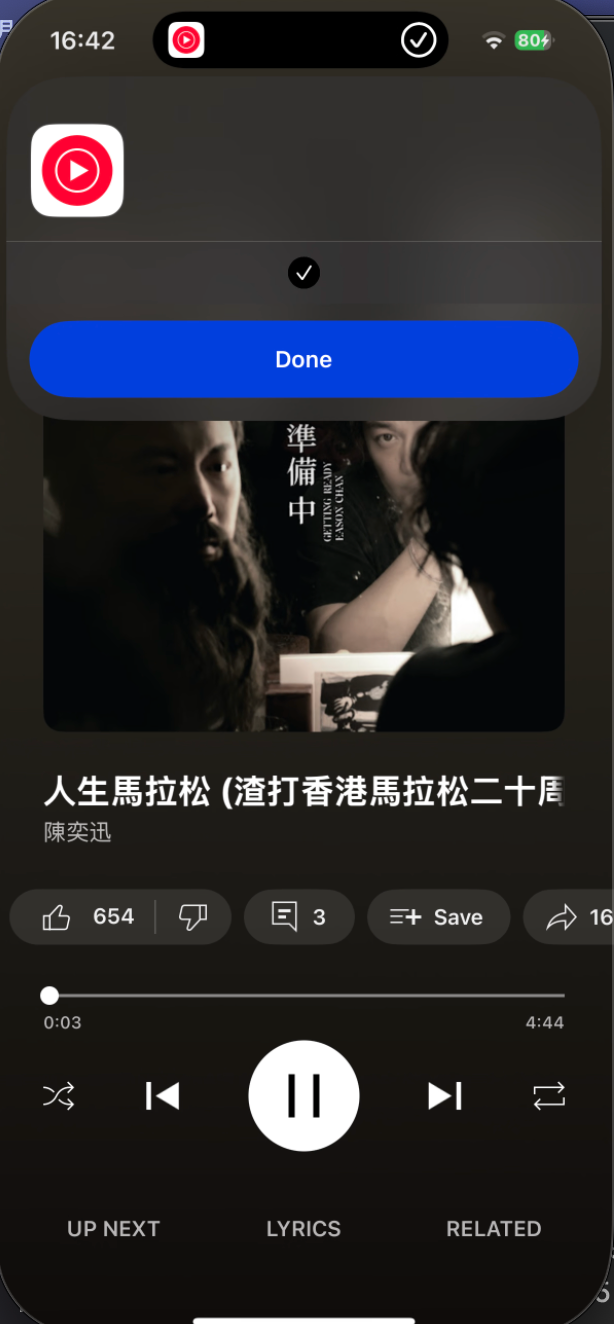 16:42
80
Done
準備中
GETTING READY
EASON CHAN
人生馬拉松 (渣打香港馬拉松二十周
陳奕迅
654
3
Save
16
0:03
4:44
UP NEXT
LYRICS
RELATED